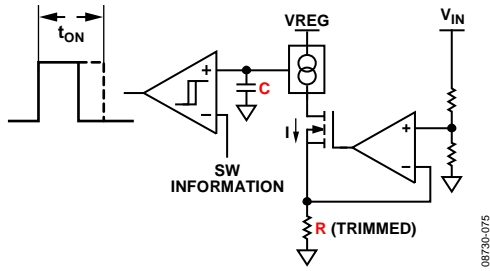 tON
VREG
VIN
+
C
−
I
+
−
SW
INFORMATION
R (TRIMMED)
08730-075